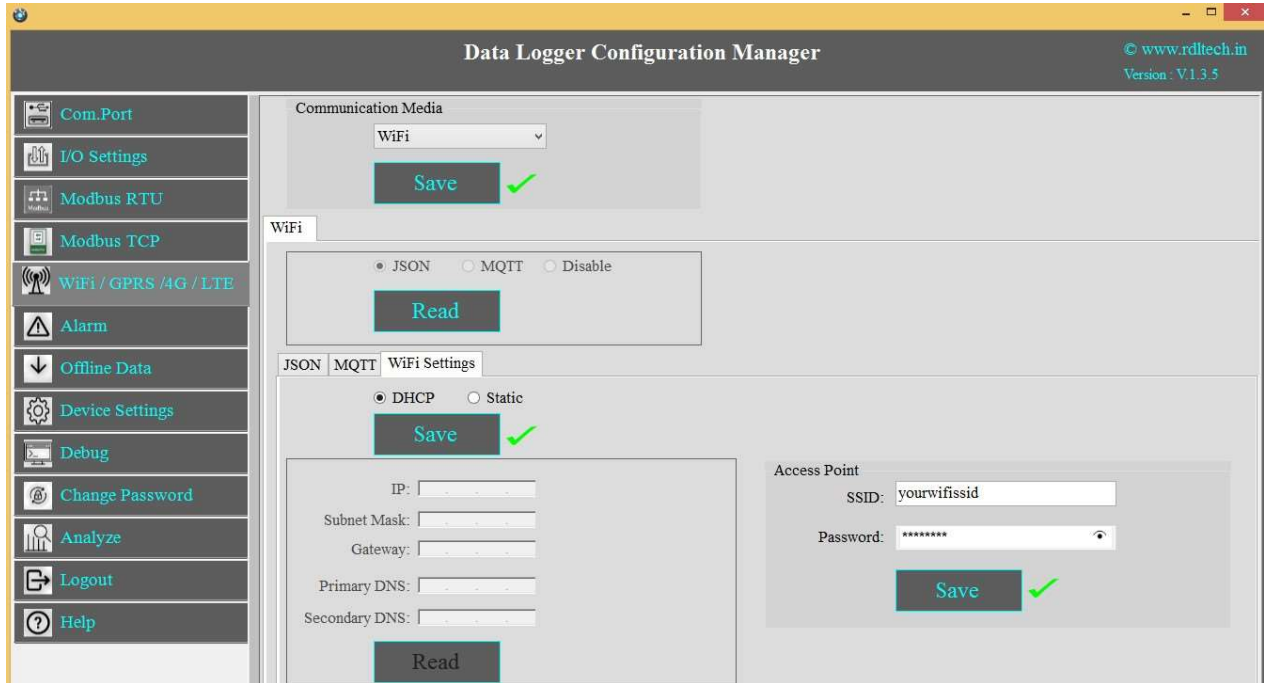 Data Logger Configuration Manager
© www.rdltech.in
Version : V.1.3.5
Com.Port
I/O Settings
Modbus RTU
Modbus TCP
WiFi / GPRS /4G / LTE
Alarm
Offline Data
Device Settings
Debug
Change Password
Analyze
Logout
Help
Communication Media
WiFi
Save
WiFi
JSON MQTT Disable
Read
JSON MQTT WiFi Settings
DHCP Static
Save
IP:
Subnet Mask:
Gateway:
Primary DNS:
Secondary DNS:
Read
Access Point
SSID: yourwifissid
Password: ********
Save